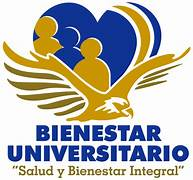 BIENESTAR
UNIVERSITARIO
"Salud y Bienestar Integral"